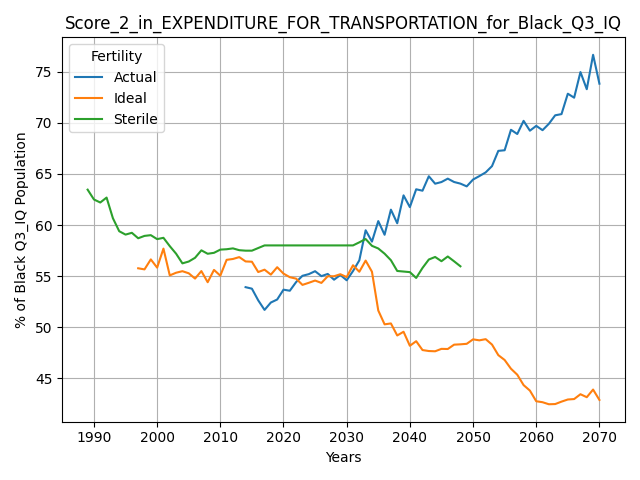 Score_2_in_EXPENDITURE_FOR_TRANSPORTATION_for_Black_Q3_IQ
Fertility
Actual
Ideal
Sterile
% of Black Q3_IQ Population
75
70
65
60
55
50
45
1990 2000 2010 2020 2030 2040 2050 2060 2070
Years